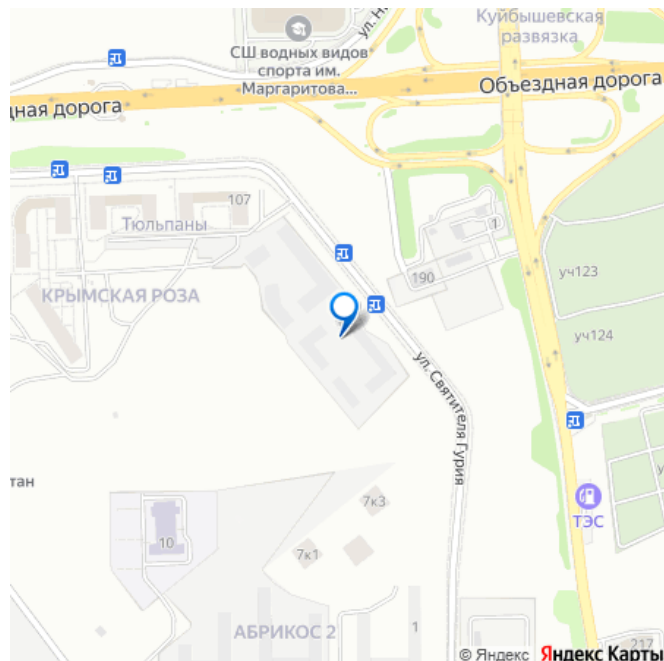 Куйбышевская
развязка
ул. Н
СШ водных видов
спорта им.
Маргаритова...
Объездная дорога
дная дорога
107
Тюльпаны
1
190
уч123
КРЫМСКАЯ РОЗА
уч124
ул. Святителя Гурия
тан
7к3
ТЭС
10
7к1
АБРИКОС 2
1
217
© Яндекс Яндекс Карты